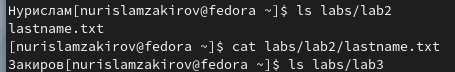 Нурислам[nurislamzakirov@fedora ~]$ ls labs/lab2
lastname.txt
[nurislamzakirov@fedora ~]$ cat labs/lab2/lastname.txt
Закиров[nurislamzakirov@fedora ~]$ ls labs/lab3